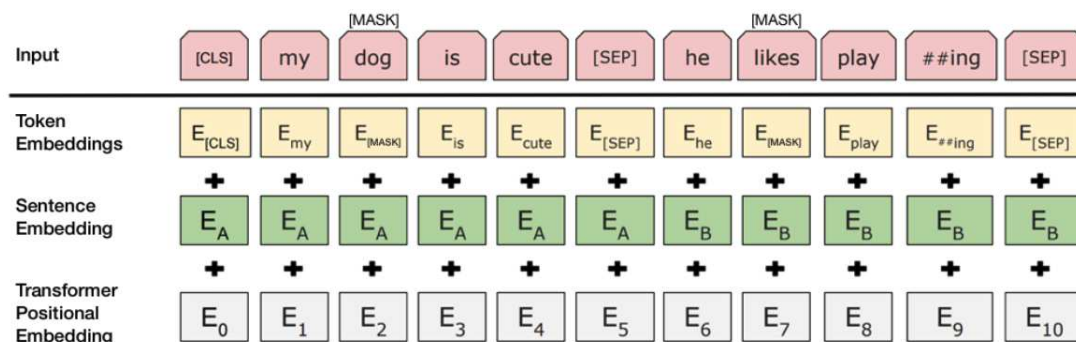 [MASK] [MASK]
Input [CLS] my dog is cute [SEP] he likes play ##ing [SEP]
Token
Embeddings
E[CLS] Emy E[MASK] Eis Ecute E[SEP] Ehe E[MASK] Eplay E##ing E[SEP]
+ + + + + + + + + + +
Sentence
Embedding
EA EA EA EA EA EA EB EB EB EB EB
+ + + + + + + + + + +
Transformer
Positional
Embedding
E0 E1 E2 E3 E4 E5 E6 E7 E8 E9 E10